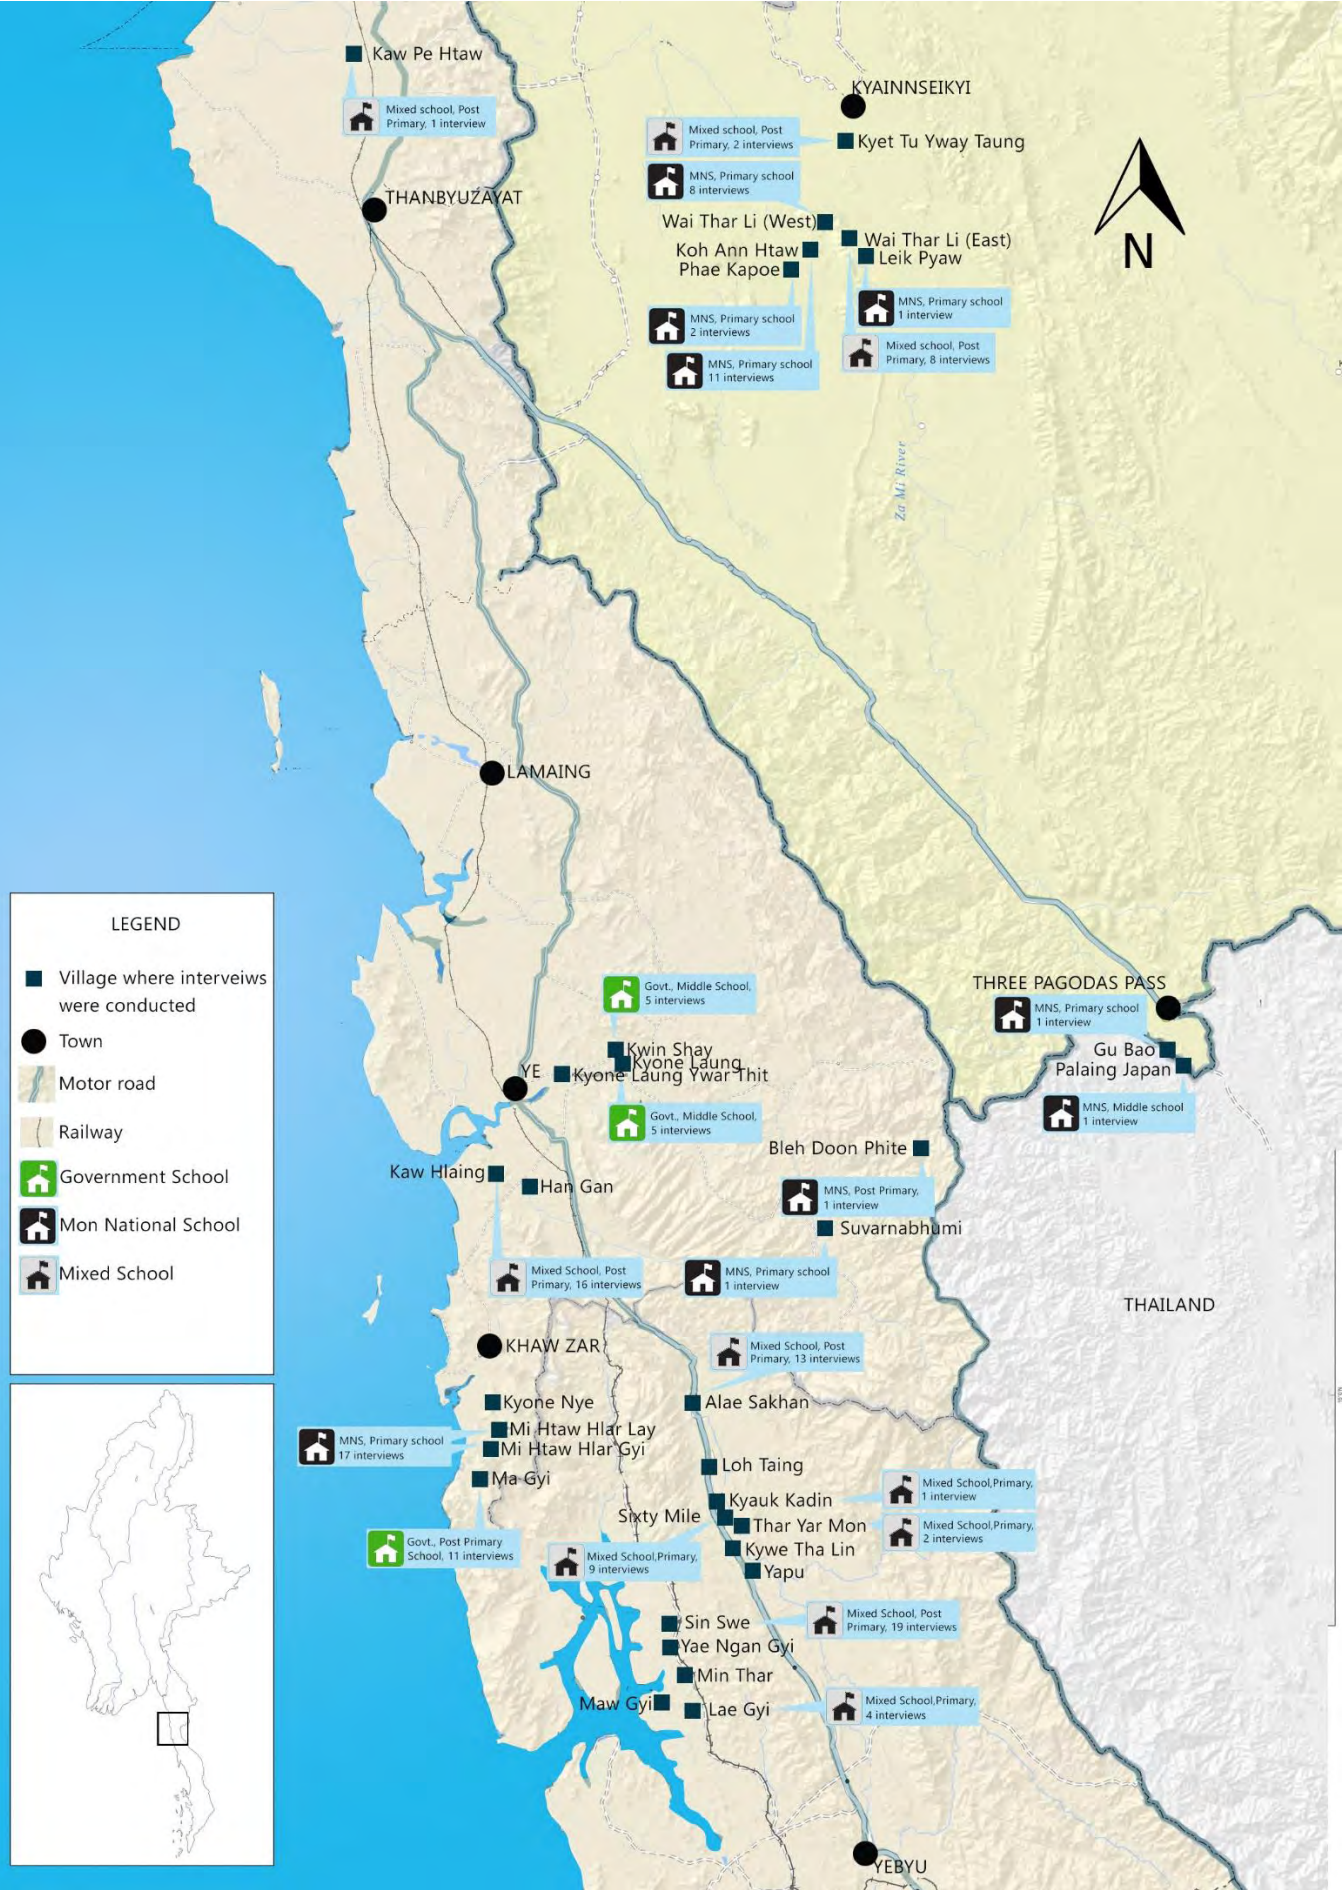 Kaw Pe Htaw
Mixed school, Post
Primary, 1 interview
KYAINNSEIKYI
Mixed school, Post
Primary, 2 interviews
Kyet Tu Yway Taung
MNS, Primary school
8 interviews
THANBYUZAYAT
Wai Thar Li (West)
Wai Thar Li (East)
Koh Ann Htaw
Leik Pyaw
Phae Kapoe
N
MNS, Primary school
1 interview
MNS, Primary school
2 interviews
Mixed school, Post
Primary, 8 interviews
MNS, Primary school
11 interviews
Za Mi River
LAMAING
LEGEND
Village where interveiws
were conducted
Town
Motor road
Railway
Government School
Mon National School
Mixed School
Govt., Middle School,
5 interviews
THREE PAGODAS PASS
MNS, Primary school
1 interview
Kwin Shay
Gu Bao
Kyone Laung
Palaing Japan
YE
Kyone Laung Ywar Thit
Govt., Middle School,
5 interviews
MNS, Middle school
1 interview
Bleh Doon Phite
Kaw Hlaing
Han Gan
MNS, Post Primary,
1 interview
Suvarnabhumi
Mixed School, Post
Primary, 16 interviews
MNS, Primary school
1 interview
THAILAND
KHAW ZAR
Mixed School, Post
Primary, 13 interviews
Kyone Nye
Alae Sakhan
Mi Htaw Hlar Lay
MNS, Primary school
17 interviews
Mi Htaw Hlar Gyi
Loh Taing
Ma Gyi
Mixed School,Primary,
1 interview
Kyauk Kadin
Sixty Mile
Thar Yar Mon
Mixed School,Primary,
2 interviews
Govt., Post Primary
School, 11 interviews
Kywe Tha Lin
Mixed School,Primary,
9 interviews
Yapu
Sin Swe
Mixed School, Post
Primary, 19 interviews
Yae Ngan Gyi
Min Thar
Maw Gyi
Lae Gyi
Mixed School,Primary,
4 interviews
YEBYU